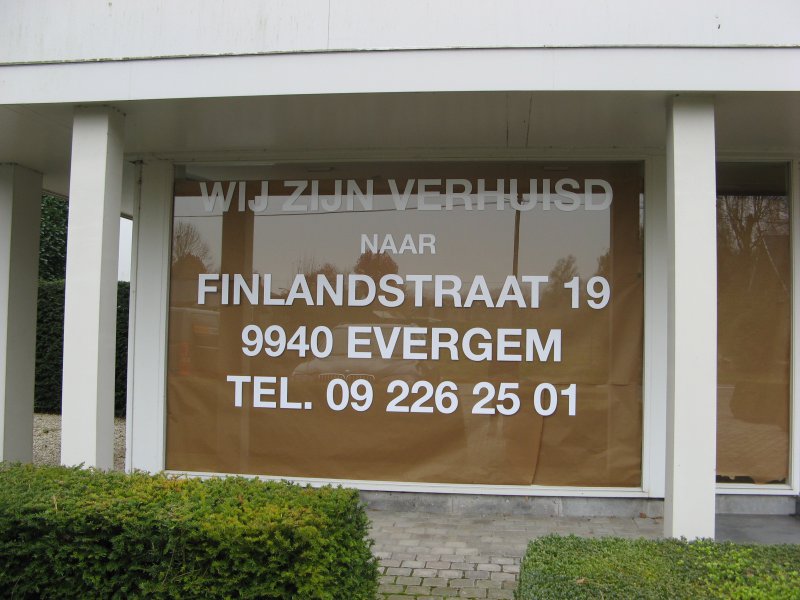 WIJ ZIJN VERHUISD
NAAR
FINLANDSTRAAT 19
9940 EVERGEM
TEL. 09 226 25 01